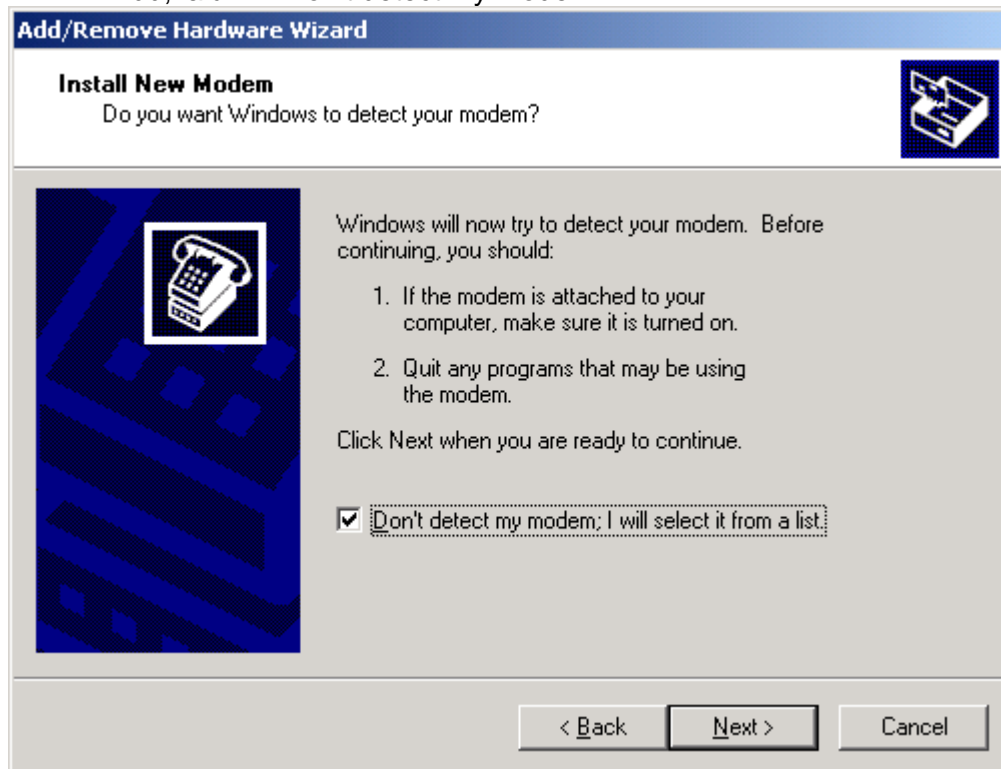 Add/Remove Hardware Wizard
Install New Modem
Do you want Windows to detect your modem?
Windows will now try to detect your modem. Before
continuing, you should:
1. If the modem is attached to your
computer, make sure it is turned on.
2. Quit any programs that may be using
the modem.
Click Next when you are ready to continue.
Don't detect my modem; I will select it from a list.
< Back Next > Cancel